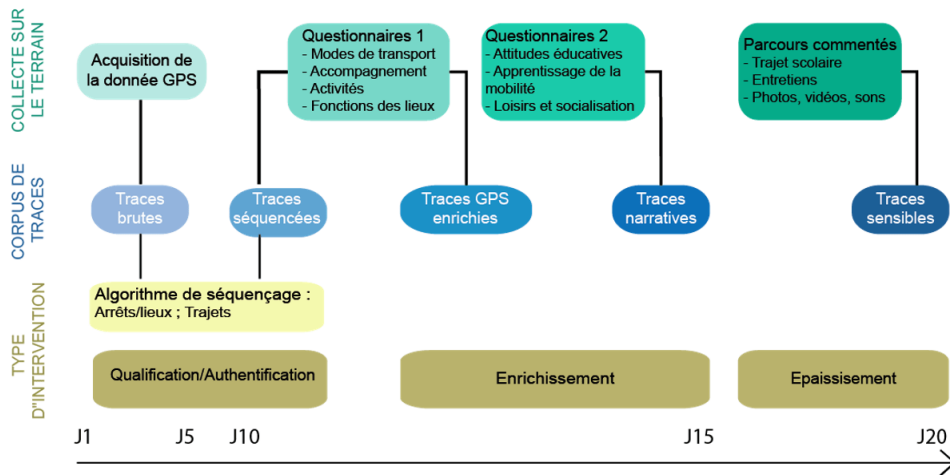 COLLECTE SUR
LE TERRAIN
Acquisition de
la donnée GPS
Questionnaires 1
- Modes de transport
- Accompagnement
- Activités
- Fonctions des lieux
Questionnaires 2
- Attitudes éducatives
- Apprentissage de la
mobilité
- Loisirs et socialisation
Parcours commentés
- Trajet scolaire
- Entretiens
- Photos, vidéos, sons
CORPUS DE
TRACES
Traces
brutes
Traces
séquencées
Traces GPS
enrichies
Traces
narratives
Traces
sensibles
TYPE
D"INTERVENTION
Algorithme de séquençage :
Arrêts/lieux ; Trajets
Qualification/Authentification
Enrichissement
Epaissisement
J1
J5
J10
J15
J20